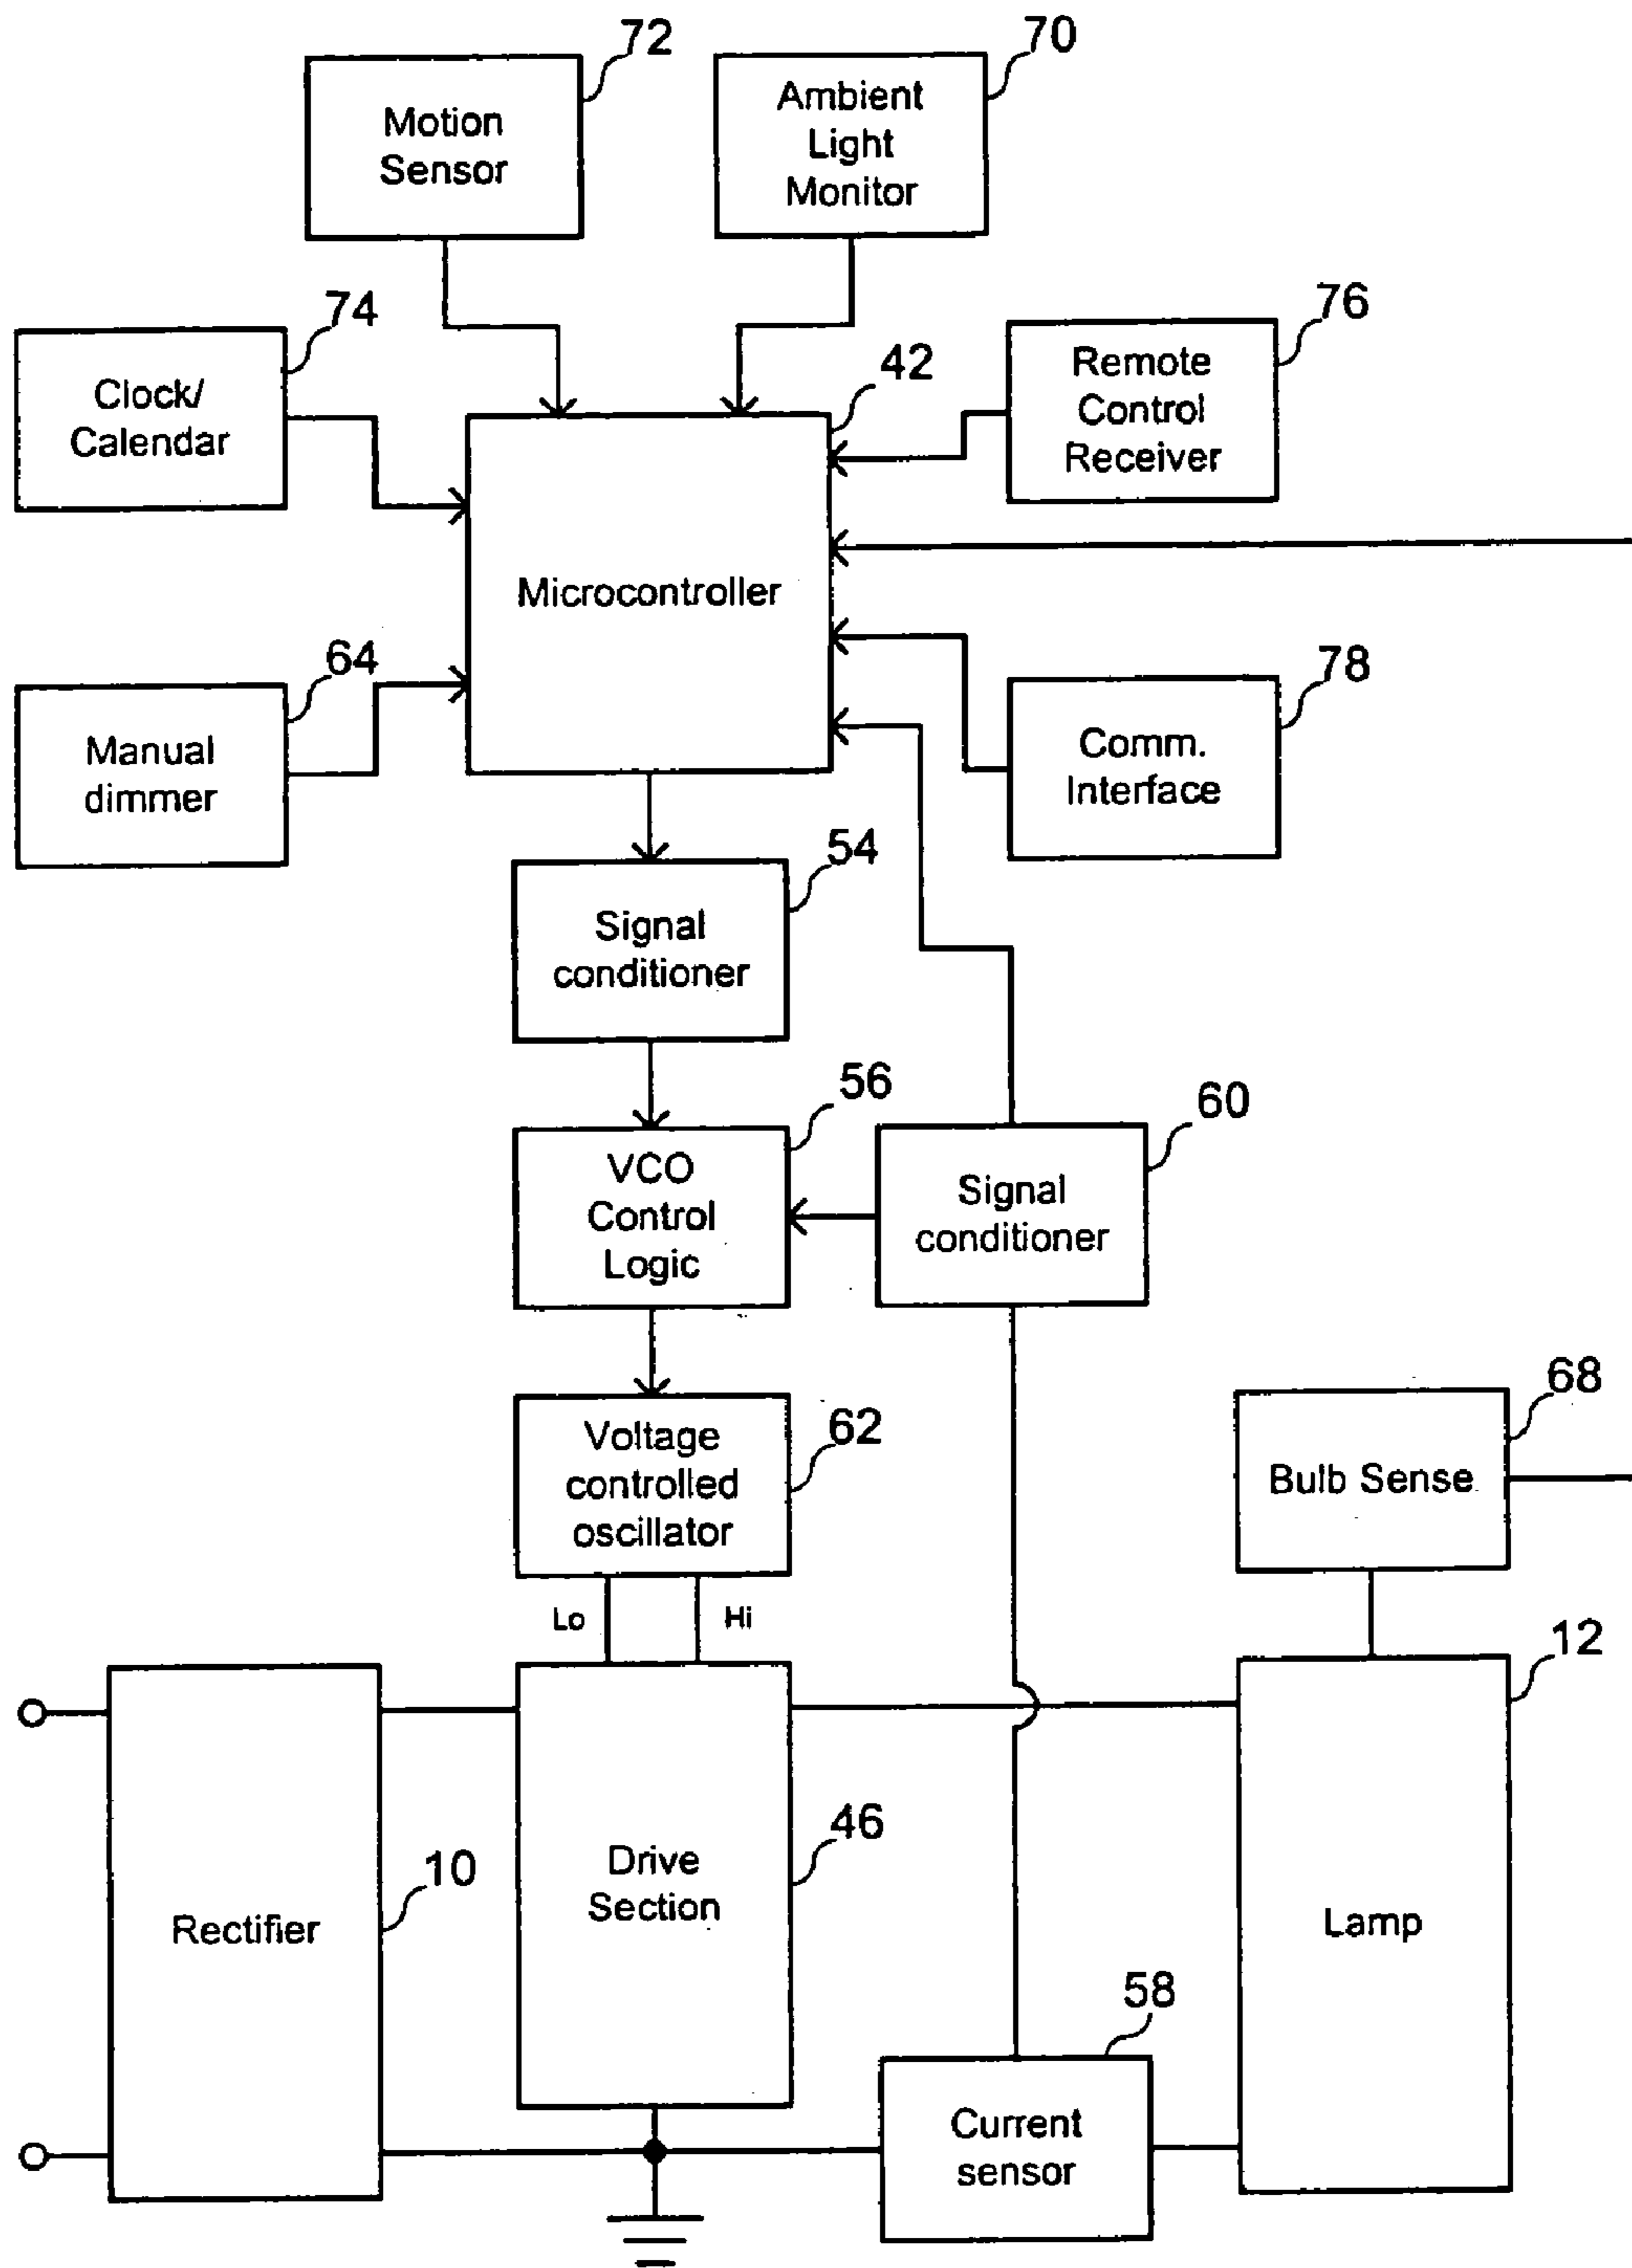 72
70
Motion
Sensor
Ambient
Light
Monitor
74
76
Clock/
Calendar
42
Remote
Control
Receiver
Microcontroller
64
78
Manual
dimmer
Comm.
Interface
54
Signal
conditioner
56
60
VCO
Control
Logic
Signal
conditioner
68
62
Voltage
controlled
oscillator
Bulb Sense
Lo
Hi
12
46
10
Drive
Section
Rectifier
Lamp
58
Current
sensor